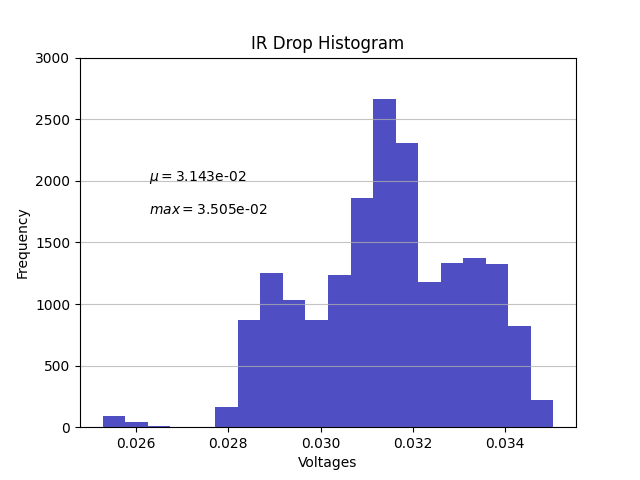 IR Drop Histogram
3000
2500
2000
1500
1000
500
0
Frequency
μ = 3.143e-02
max = 3.505e-02
0.026 0.028 0.030 0.032 0.034
Voltages